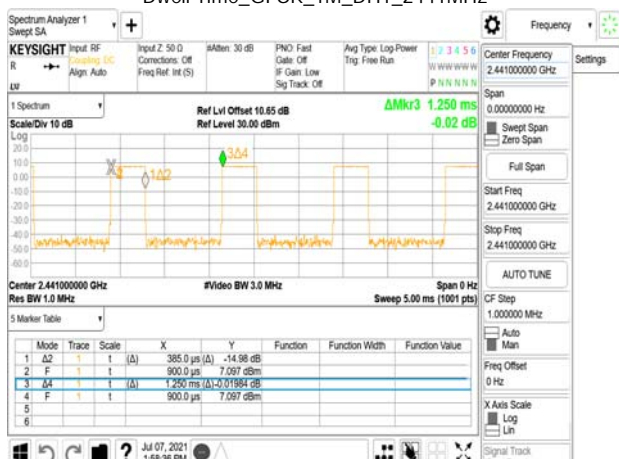 Spectrum Analyzer 1
Swept SA
+
Frequency
Settings
KEYSIGHT Input: RF
R
Coupling: DC
Align: Auto
Input Z: 50 Ω
Corrections: Off
Freq Ref: Int (S)
#Atten: 30 dB
PNO: Fast
Gate: Off
IF Gain: Low
Sig Track: Off
Avg Type: Log-Power
Trig: Free Run
1 2 3 4 5 6
W W W W W W
P N N N N N
1 Spectrum
Scale/Div 10 dB
Ref Lvl Offset 10.65 dB
Ref Level 30.00 dBm
ΔMkr3 1.250 ms
-0.02 dB
Log
20.0
10.0
0.00
-10.0
-20.0
-30.0
-40.0
-50.0
-60.0
1Δ2
3Δ4
Center 2.441000000 GHz
Res BW 1.0 MHz
#Video BW 3.0 MHz
Span 0 Hz
Sweep 5.00 ms (1001 pts)
5 Marker Table
Mode Trace Scale X Y Function Function Width Function Value
1 Δ2 1 t (Δ) 385.0 µs (Δ) -14.98 dB
2 F 1 t 900.0 µs 7.097 dBm
3 Δ4 1 t (Δ) 1.250 ms (Δ) -0.01984 dB
4 F 1 t 900.0 µs 7.097 dBm
5
6
Jul 07, 2021
1:58:36 PM
Center Frequency
2.441000000 GHz
Span
0.00000000 Hz
Swept Span
Zero Span
Full Span
Start Freq
2.441000000 GHz
Stop Freq
2.441000000 GHz
AUTO TUNE
CF Step
1.000000 MHz
Auto
Man
Freq Offset
0 Hz
X Axis Scale
Log
Lin
Signal Track